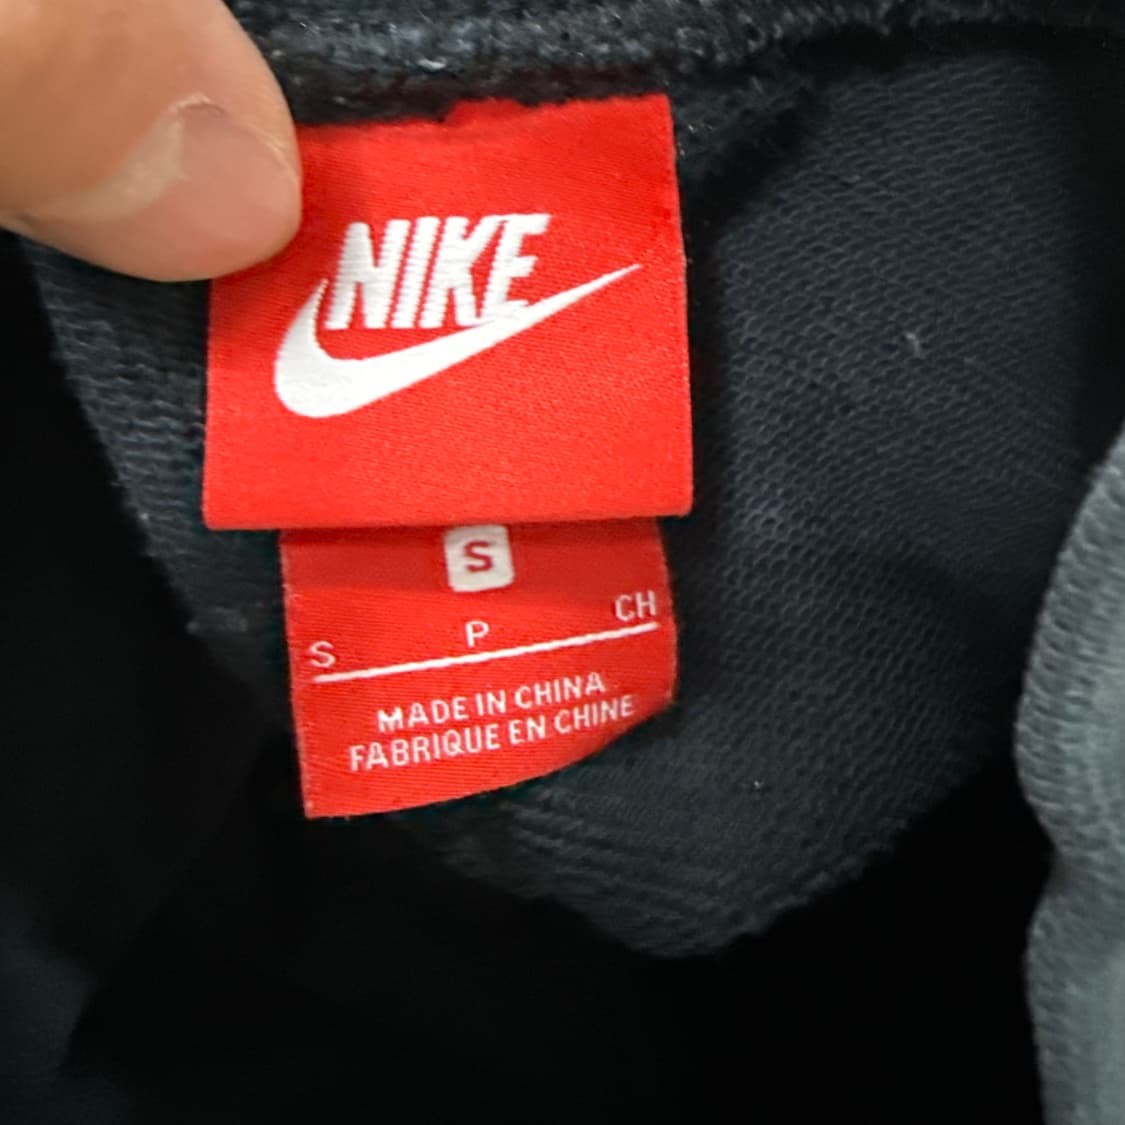 NIKE
S
S P CH
MADE IN CHINA
FABRIQUE EN CHINE